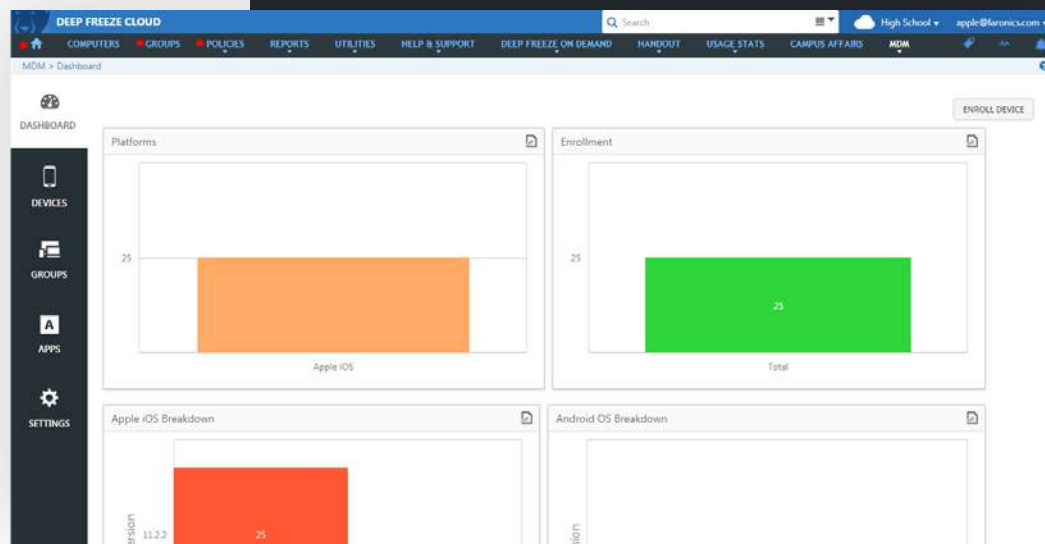 DEEP FREEZE CLOUD
Search
High School
apple@faronics.com
COMPUTERS GROUPS POLICIES REPORTS UTILITIES HELP & SUPPORT DEEP FREEZE ON DEMAND HANDOUT USAGE STATS CAMPUS AFFAIRS MDM
MDM > Dashboard
ENROLL DEVICE
DASHBOARD
DEVICES
GROUPS
A
APPS
SETTINGS
Platforms
25
Apple iOS
Enrollment
25
25
Total
Apple iOS Breakdown
11.2.2
25
Android OS Breakdown